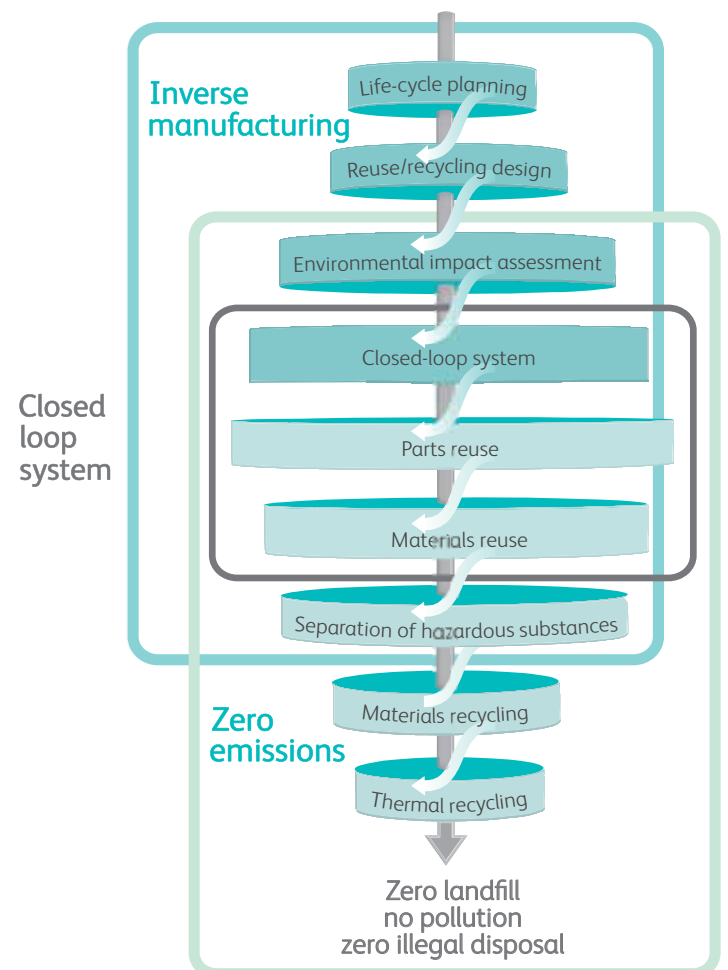 Inverse
manufacturing
Life-cycle planning
Reuse/recycling design
Environmental impact assessment
Closed
loop
system
Closed-loop system
Parts reuse
Materials reuse
Separation of hazardous substances
Zero
emissions
Materials recycling
Thermal recycling
Zero landfill
no pollution
zero illegal disposal